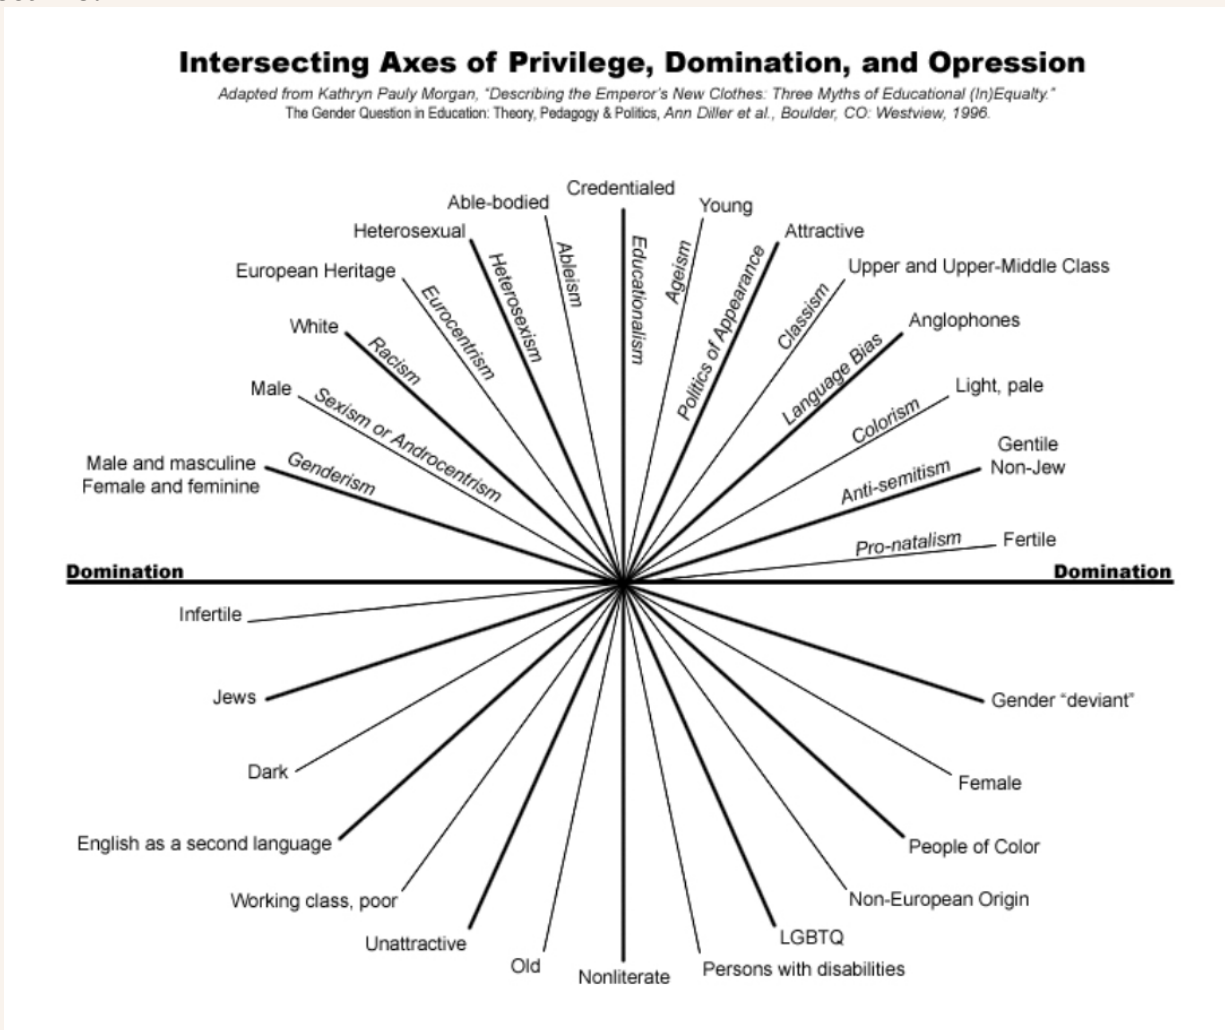 Intersecting Axes of Privilege, Domination, and Opression
Adapted from Kathryn Pauly Morgan, "Describing the Emperor's New Clothes: Three Myths of Educational (In)Equalty."
The Gender Question in Education: Theory, Pedagogy & Politics, Ann Diller et al., Boulder, CO: Westview, 1996.
Credentialed
Able-bodied
Young
Heterosexual
Attractive
European Heritage
Upper and Upper-Middle Class
White
Anglophones
Male
Light, pale
Male and masculine
Female and feminine
Gentile
Non-Jew
Fertile
Genderism
Sexism or Androcentrism
Racism
Eurocentrism
Heterosexism
Ableism
Educationalism
Ageism
Politics of Appearance
Classism
Language Bias
Colorism
Anti-semitism
Pro-natalism
Domination
Domination
Infertile
Jews
Gender “deviant”
Dark
Female
English as a second language
People of Color
Working class, poor
Non-European Origin
Unattractive
LGBTQ
Old
Persons with disabilities
Nonliterate